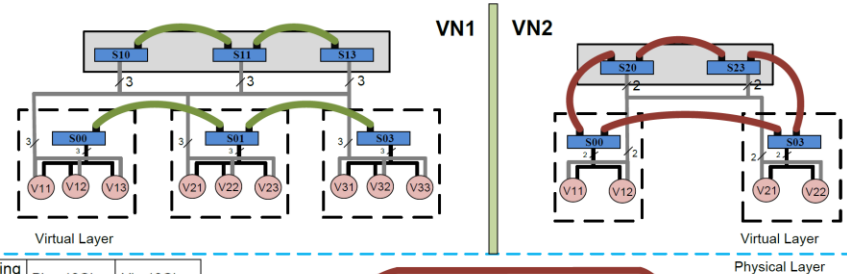 VN1
VN2
S10
S11
S13
S20
S23
3
3
3
2
2
S00
S01
S03
S00
S03
3
3
3
3
3
3
2
2
2
2
V11
V12
V13
V21
V22
V23
V31
V32
V33
V11
V12
V21
V22
Virtual Layer
Virtual Layer
Physical Layer
ing